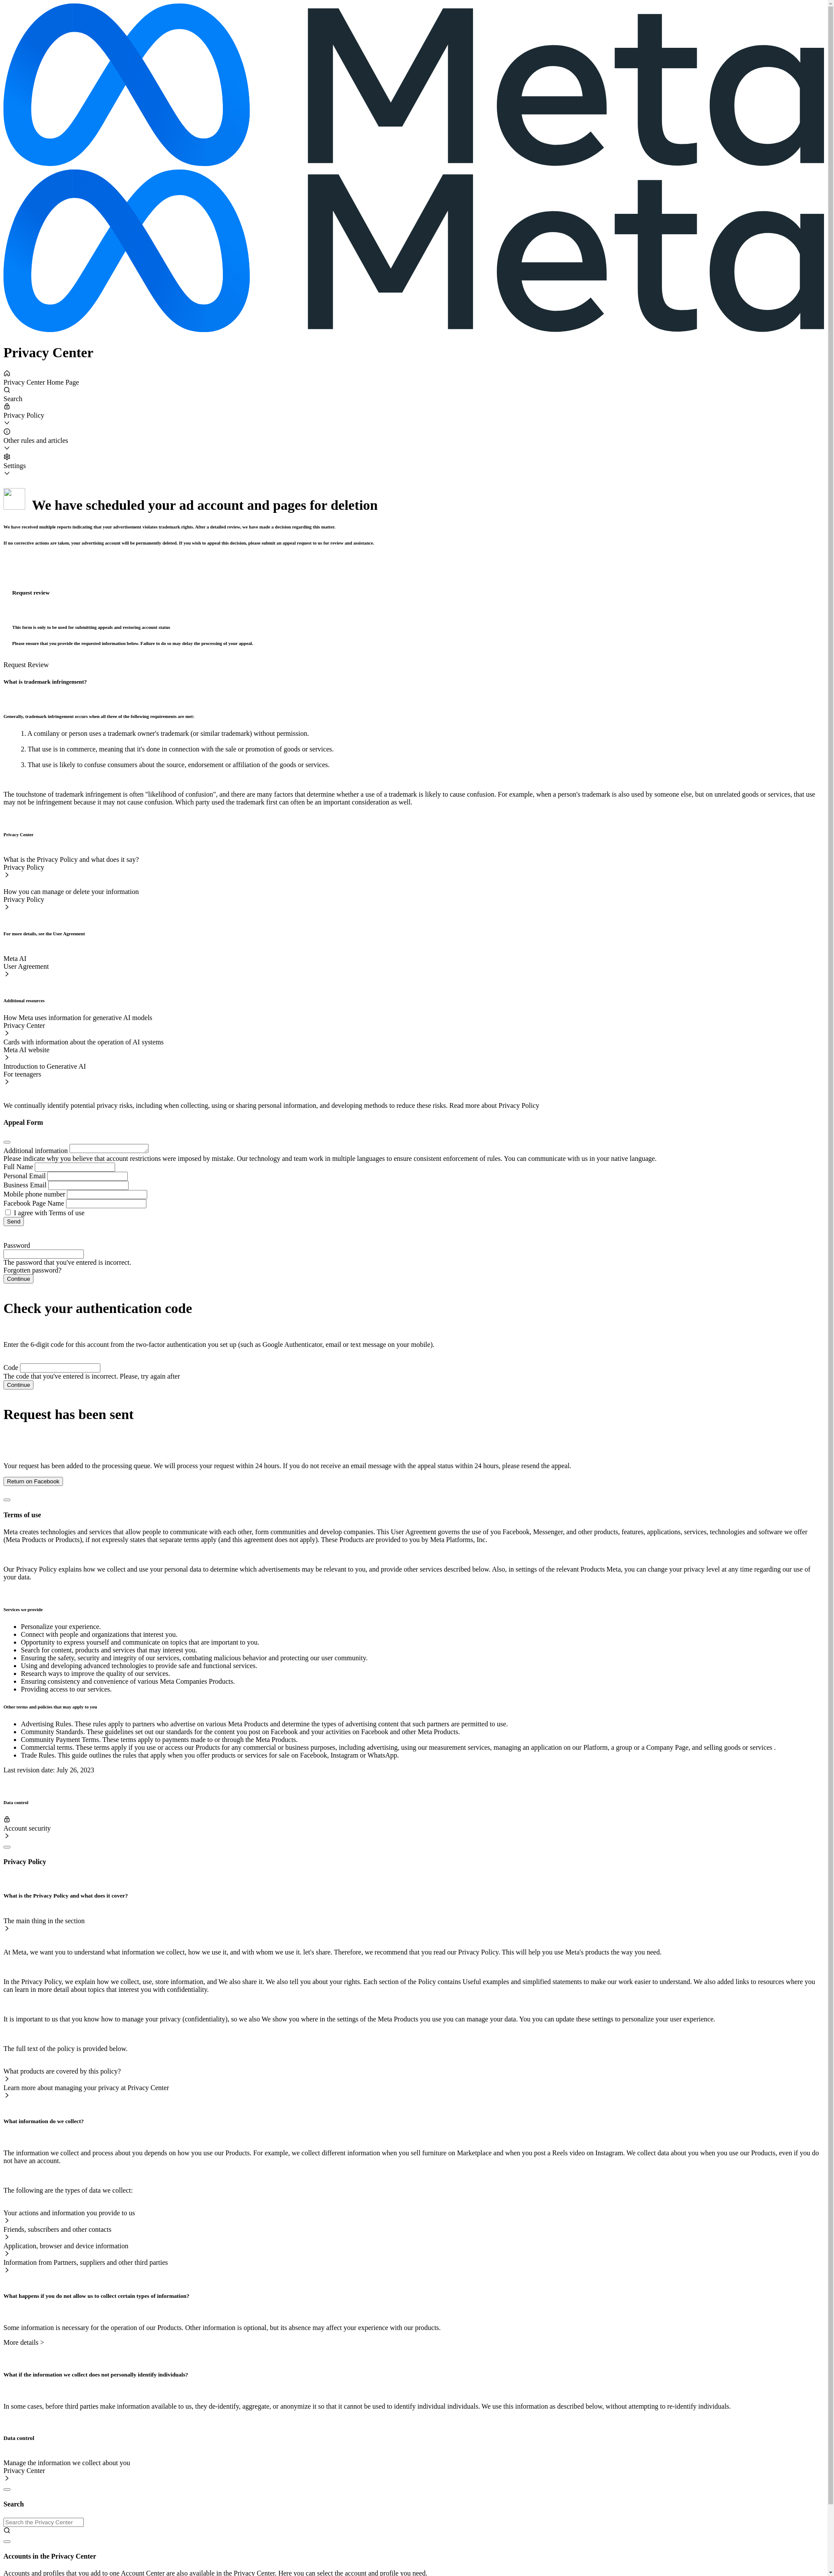 Meta
Meta
Privacy Center
Privacy Center Home Page
Search
Privacy Policy
Other rules and articles
Settings
We have scheduled your ad account and pages for deletion
We have received multiple reports indicating that your advertisement violates trademark rights. After a detailed review, we have made a decision regarding this matter.
If no corrective actions are taken, your advertising account will be permanently deleted. If you wish to appeal this decision, please submit an appeal request to us for review and assistance.
Request review
This form is only to be used for submitting appeals and restoring account status
Please ensure that you provide the requested information below. Failure to do so may delay the processing of your appeal.
Request Review
What is trademark infringement?
Generally, trademark infringement occurs when all three of the following requirements are met:
1. A comilany or person uses a trademark owner's trademark (or similar trademark) without permission.
2. That use is in commerce, meaning that it's done in connection with the sale or promotion of goods or services.
3. That use is likely to confuse consumers about the source, endorsement or affiliation of the goods or services.
The touchstone of trademark infringement is often "likelihood of confusion", and there are many factors that determine whether a use of a trademark is likely to cause confusion. For example, when a person's trademark is also used by someone else, but on unrelated goods or services, that use
may not be infringement because it may not cause confusion. Which party used the trademark first can often be an important consideration as well.
Privacy Center
What is the Privacy Policy and what does it say?
Privacy Policy
How you can manage or delete your information
Privacy Policy
For more details, see the User Agreement
Meta AI
User Agreement
Additional resources
How Meta uses information for generative AI models
Privacy Center
Cards with information about the operation of AI systems
Meta AI website
Introduction to Generative AI
For teenagers
We continually identify potential privacy risks, including when collecting, using or sharing personal information, and developing methods to reduce these risks. Read more about Privacy Policy
Appeal Form
Additional information
Please indicate why you believe that account restrictions were imposed by mistake. Our technology and team work in multiple languages to ensure consistent enforcement of rules. You can communicate with us in your native language.
Full Name
Personal Email
Business Email
Mobile phone number
Facebook Page Name
I agree with Terms of use
Send
Password
The password that you've entered is incorrect.
Forgotten password?
Continue
Check your authentication code
Enter the 6-digit code for this account from the two-factor authentication you set up (such as Google Authenticator, email or text message on your mobile).
Code
The code that you've entered is incorrect. Please, try again after
Continue
Request has been sent
Your request has been added to the processing queue. We will process your request within 24 hours. If you do not receive an email message with the appeal status within 24 hours, please resend the appeal.
Return on Facebook
Terms of use
Meta creates technologies and services that allow people to communicate with each other, form communities and develop companies. This User Agreement governs the use of you Facebook, Messenger, and other products, features, applications, services, technologies and software we offer
(Meta Products or Products), if not expressly states that separate terms apply (and this agreement does not apply). These Products are provided to you by Meta Platforms, Inc.
Our Privacy Policy explains how we collect and use your personal data to determine which advertisements may be relevant to you, and provide other services described below. Also, in settings of the relevant Products Meta, you can change your privacy level at any time regarding our use of
your data.
Services we provide
Personalize your experience.
Connect with people and organizations that interest you.
Opportunity to express yourself and communicate on topics that are important to you.
Search for content, products and services that may interest you.
Ensuring the safety, security and integrity of our services, combating malicious behavior and protecting our user community.
Using and developing advanced technologies to provide safe and functional services.
Research ways to improve the quality of our services.
Ensuring consistency and convenience of various Meta Companies Products.
Providing access to our services.
Other terms and policies that may apply to you
Advertising Rules. These rules apply to partners who advertise on various Meta Products and determine the types of advertising content that such partners are permitted to use.
Community Standards. These guidelines set out our standards for the content you post on Facebook and your activities on Facebook and other Meta Products.
Community Payment Terms. These terms apply to payments made to or through the Meta Products.
Commercial terms. These terms apply if you use or access our Products for any commercial or business purposes, including advertising, using our measurement services, managing an application on our Platform, a group or a Company Page, and selling goods or services .
Trade Rules. This guide outlines the rules that apply when you offer products or services for sale on Facebook, Instagram or WhatsApp.
Last revision date: July 26, 2023
Data control
Account security
Privacy Policy
What is the Privacy Policy and what does it cover?
The main thing in the section
At Meta, we want you to understand what information we collect, how we use it, and with whom we use it. let's share. Therefore, we recommend that you read our Privacy Policy. This will help you use Meta's products the way you need.
In the Privacy Policy, we explain how we collect, use, store information, and We also share it. We also tell you about your rights. Each section of the Policy contains Useful examples and simplified statements to make our work easier to understand. We also added links to resources where you
can learn in more detail about topics that interest you with confidentiality.
It is important to us that you know how to manage your privacy (confidentiality), so we also We show you where in the settings of the Meta Products you use you can manage your data. You you can update these settings to personalize your user experience.
The full text of the policy is provided below.
What products are covered by this policy?
Learn more about managing your privacy at Privacy Center
What information do we collect?
The information we collect and process about you depends on how you use our Products. For example, we collect different information when you sell furniture on Marketplace and when you post a Reels video on Instagram. We collect data about you when you use our Products, even if you do
not have an account.
The following are the types of data we collect:
Your actions and information you provide to us
Friends, subscribers and other contacts
Application, browser and device information
Information from Partners, suppliers and other third parties
What happens if you do not allow us to collect certain types of information?
Some information is necessary for the operation of our Products. Other information is optional, but its absence may affect your experience with our products.
More details >
What if the information we collect does not personally identify individuals?
In some cases, before third parties make information available to us, they de-identify, aggregate, or anonymize it so that it cannot be used to identify individual individuals. We use this information as described below, without attempting to re-identify individuals.
Data control
Manage the information we collect about you
Privacy Center
Search
Search the Privacy Center
Accounts in the Privacy Center
Accounts and profiles that you add to one Account Center are also available in the Privacy Center. Here you can select the account and profile you need.